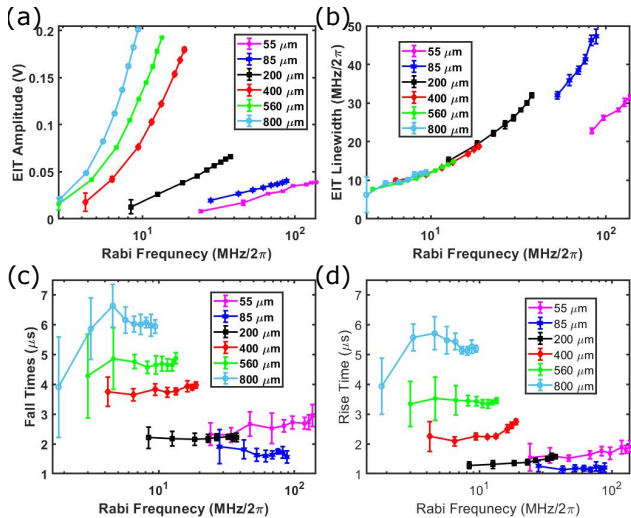 (a)
EIT Amplitude (V)
0.2
0.15
0.1
0.05
0
10^1
10^2
Rabi Frequnecy (MHz/2π)
55 μm
85 μm
200 μm
400 μm
560 μm
800 μm
(b)
EIT Linewidth (MHz/2π)
50
40
30
20
10
0
10^1
10^2
Rabi Frequnecy (MHz/2π)
55 μm
85 μm
200 μm
400 μm
560 μm
800 μm
(c)
Fall Times (μs)
7
6
5
4
3
2
1
10^1
10^2
Rabi Frequnecy (MHz/2π)
55 μm
85 μm
200 μm
400 μm
560 μm
800 μm
(d)
Rise Time (μs)
7
6
5
4
3
2
1
10^1
10^2
Rabi Frequnecy (MHz/2π)
55 μm
85 μm
200 μm
400 μm
560 μm
800 μm